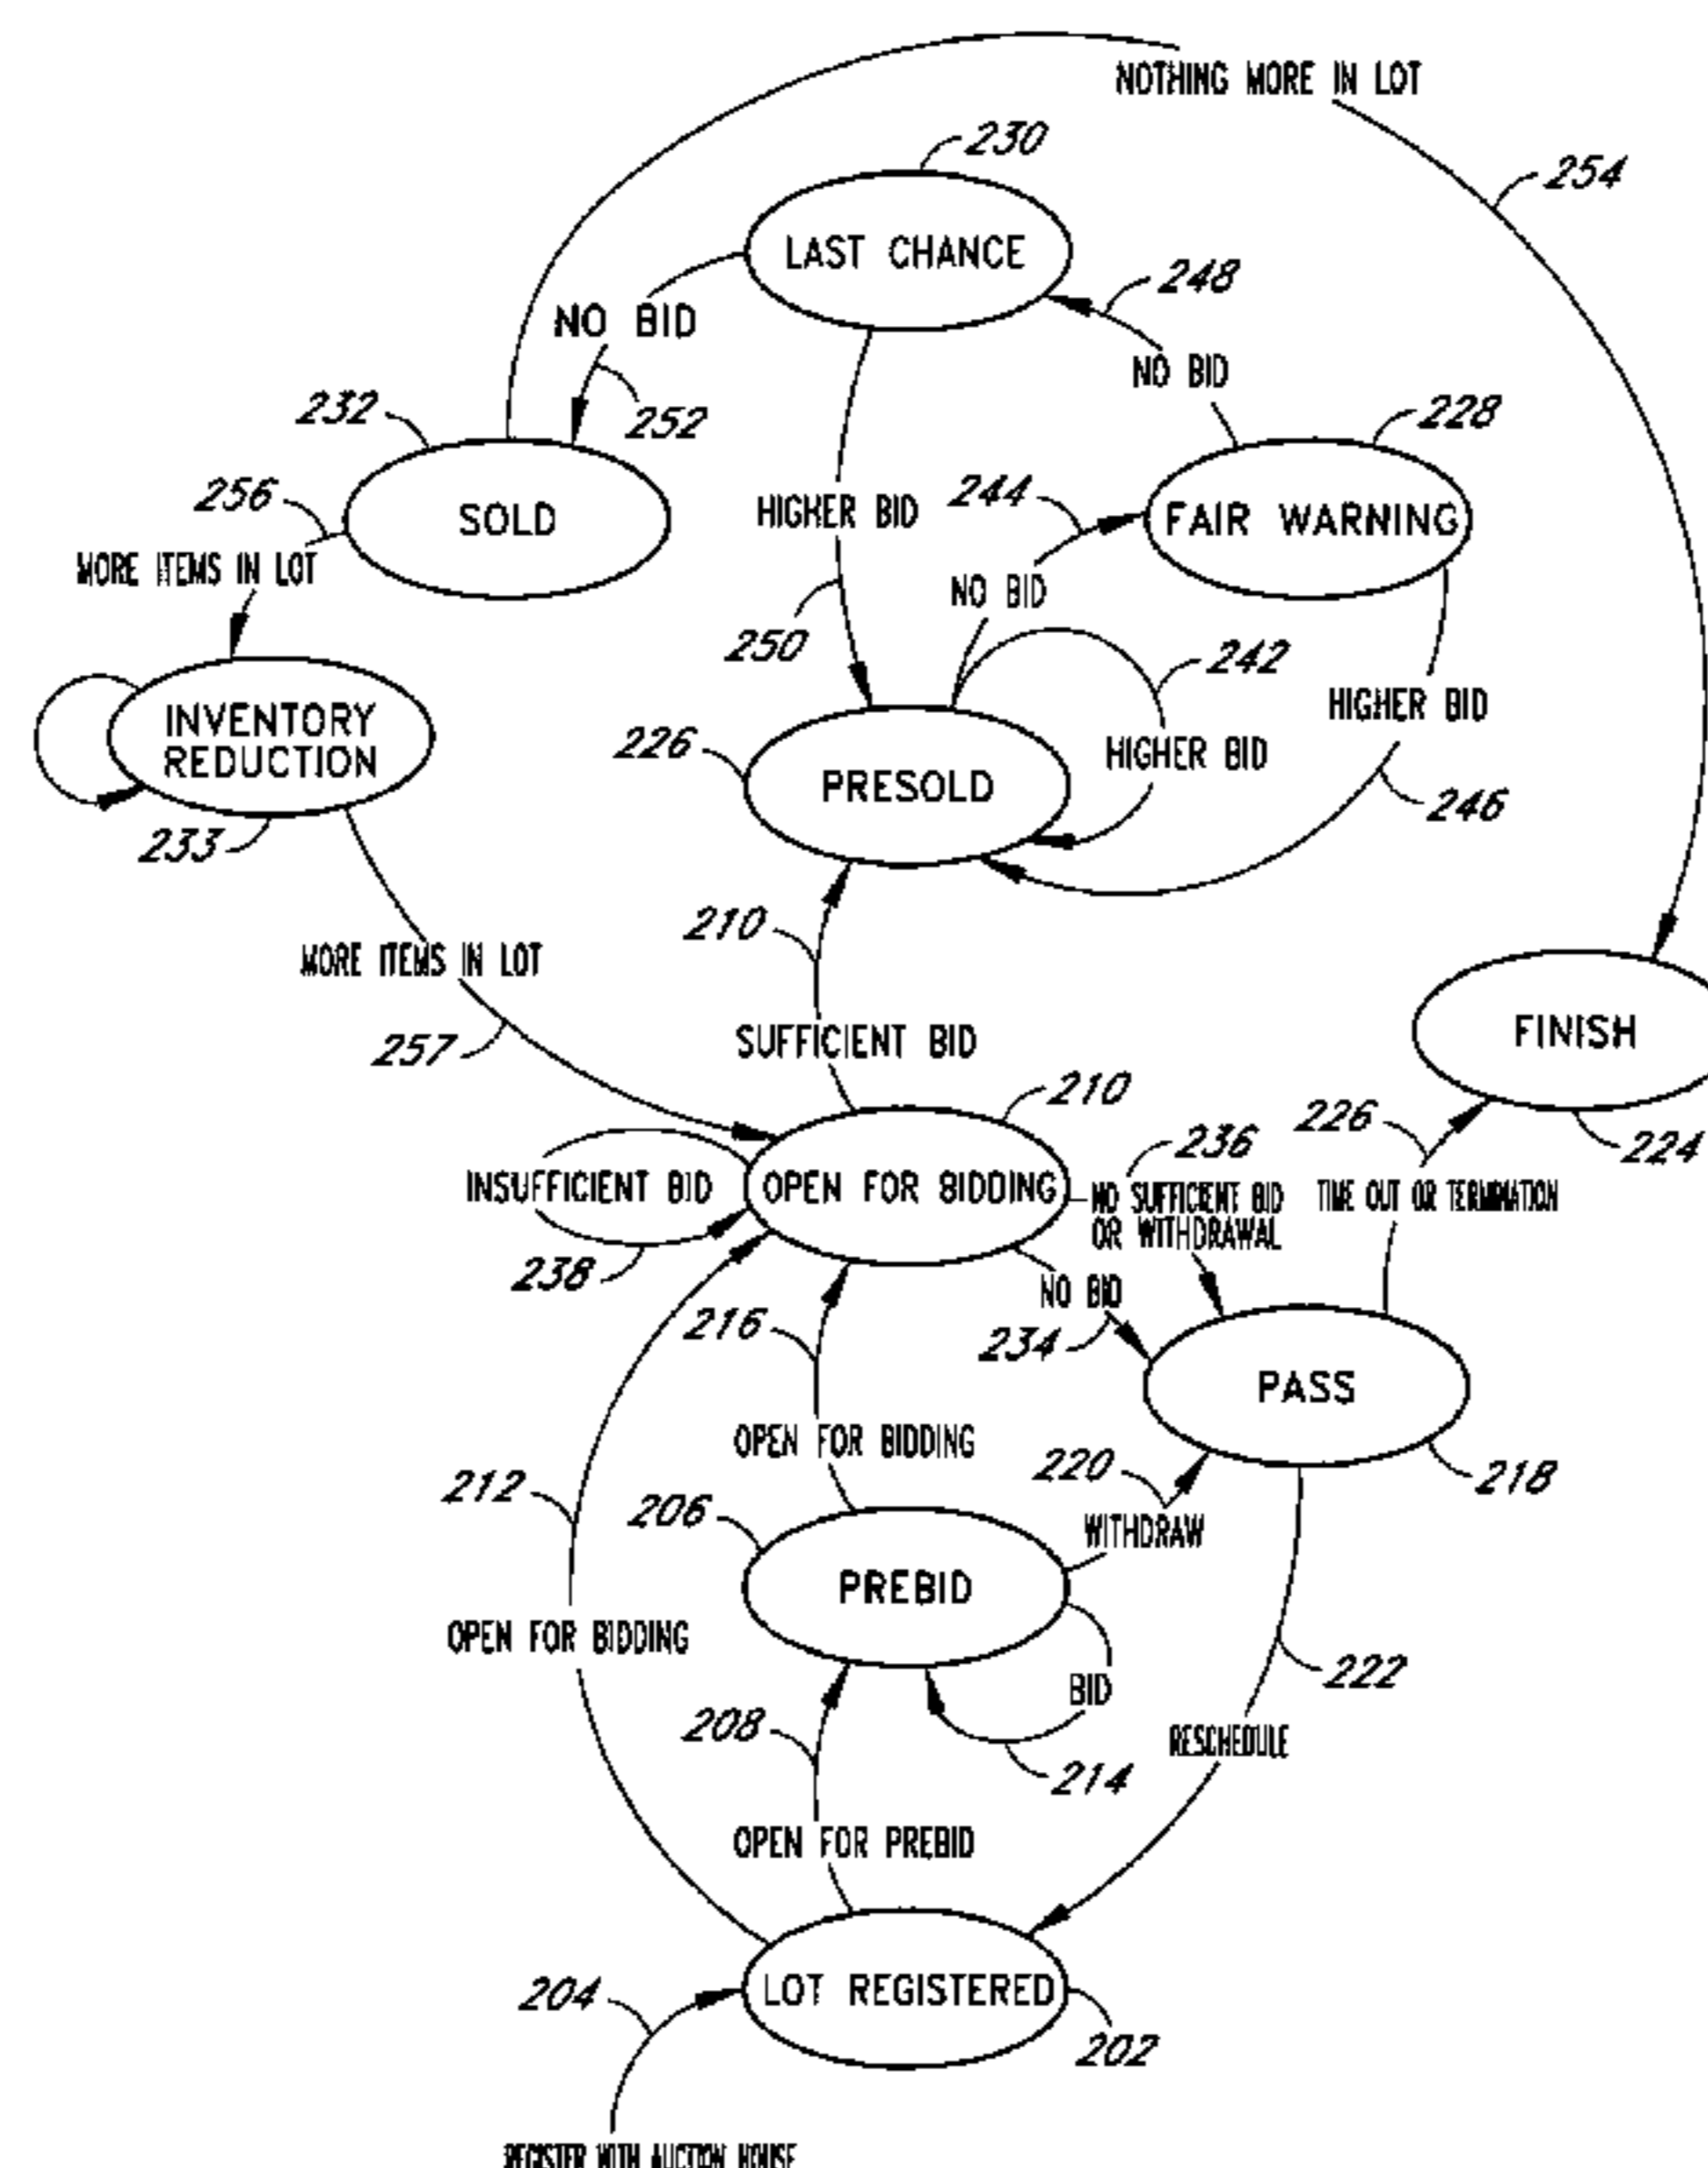 NOTHING MORE IN LOT
230
254
LAST CHANCE
248
NO BID
NO BID
232
252
228
256
SOLD
HIGHER BID
244
FAIR WARNING
MORE ITEMS IN LOT
NO BID
250
242
INVENTORY
REDUCTION
226
HIGHER BID
HIGHER BID
PRESOLD
246
233
210
MORE ITEMS IN LOT
257
SUFFICIENT BID
FINISH
210
236
226
224
INSUFFICIENT BID
OPEN FOR BIDDING
NO SUFFICIENT BID
OR WITHDRAWAL
TIME OUT OR TERMINATION
238
NO BID
216
234
PASS
OPEN FOR BIDDING
220
218
212
206
WITHDRAW
PREBID
OPEN FOR BIDDING
BID
222
208
RESCHEDULE
214
OPEN FOR PREBID
204
LOT REGISTERED
202
REGISTER WITH AUCTION HOUSE